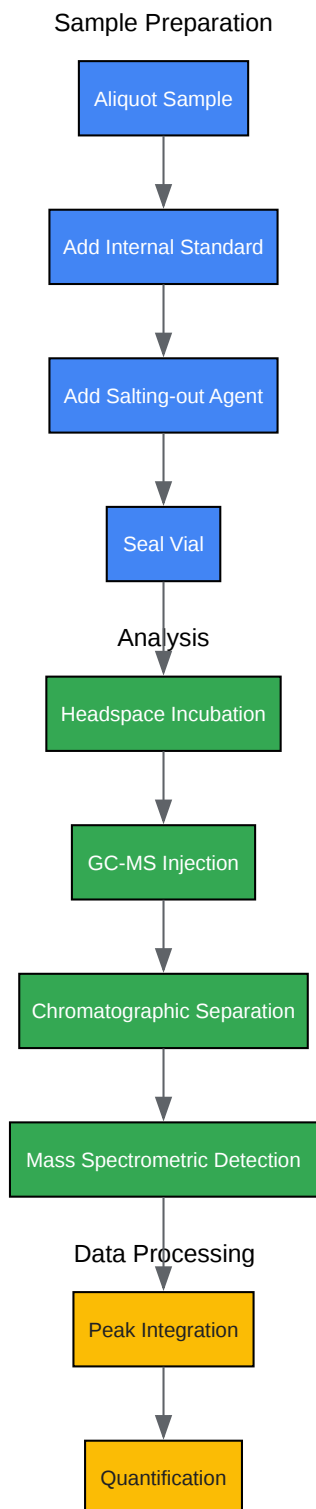 Sample Preparation
Aliquot Sample
Add Internal Standard
Add Salting-out Agent
Seal Vial
Analysis
Headspace Incubation
GC-MS Injection
Chromatographic Separation
Mass Spectrometric Detection
Data Processing
Peak Integration
Quantification